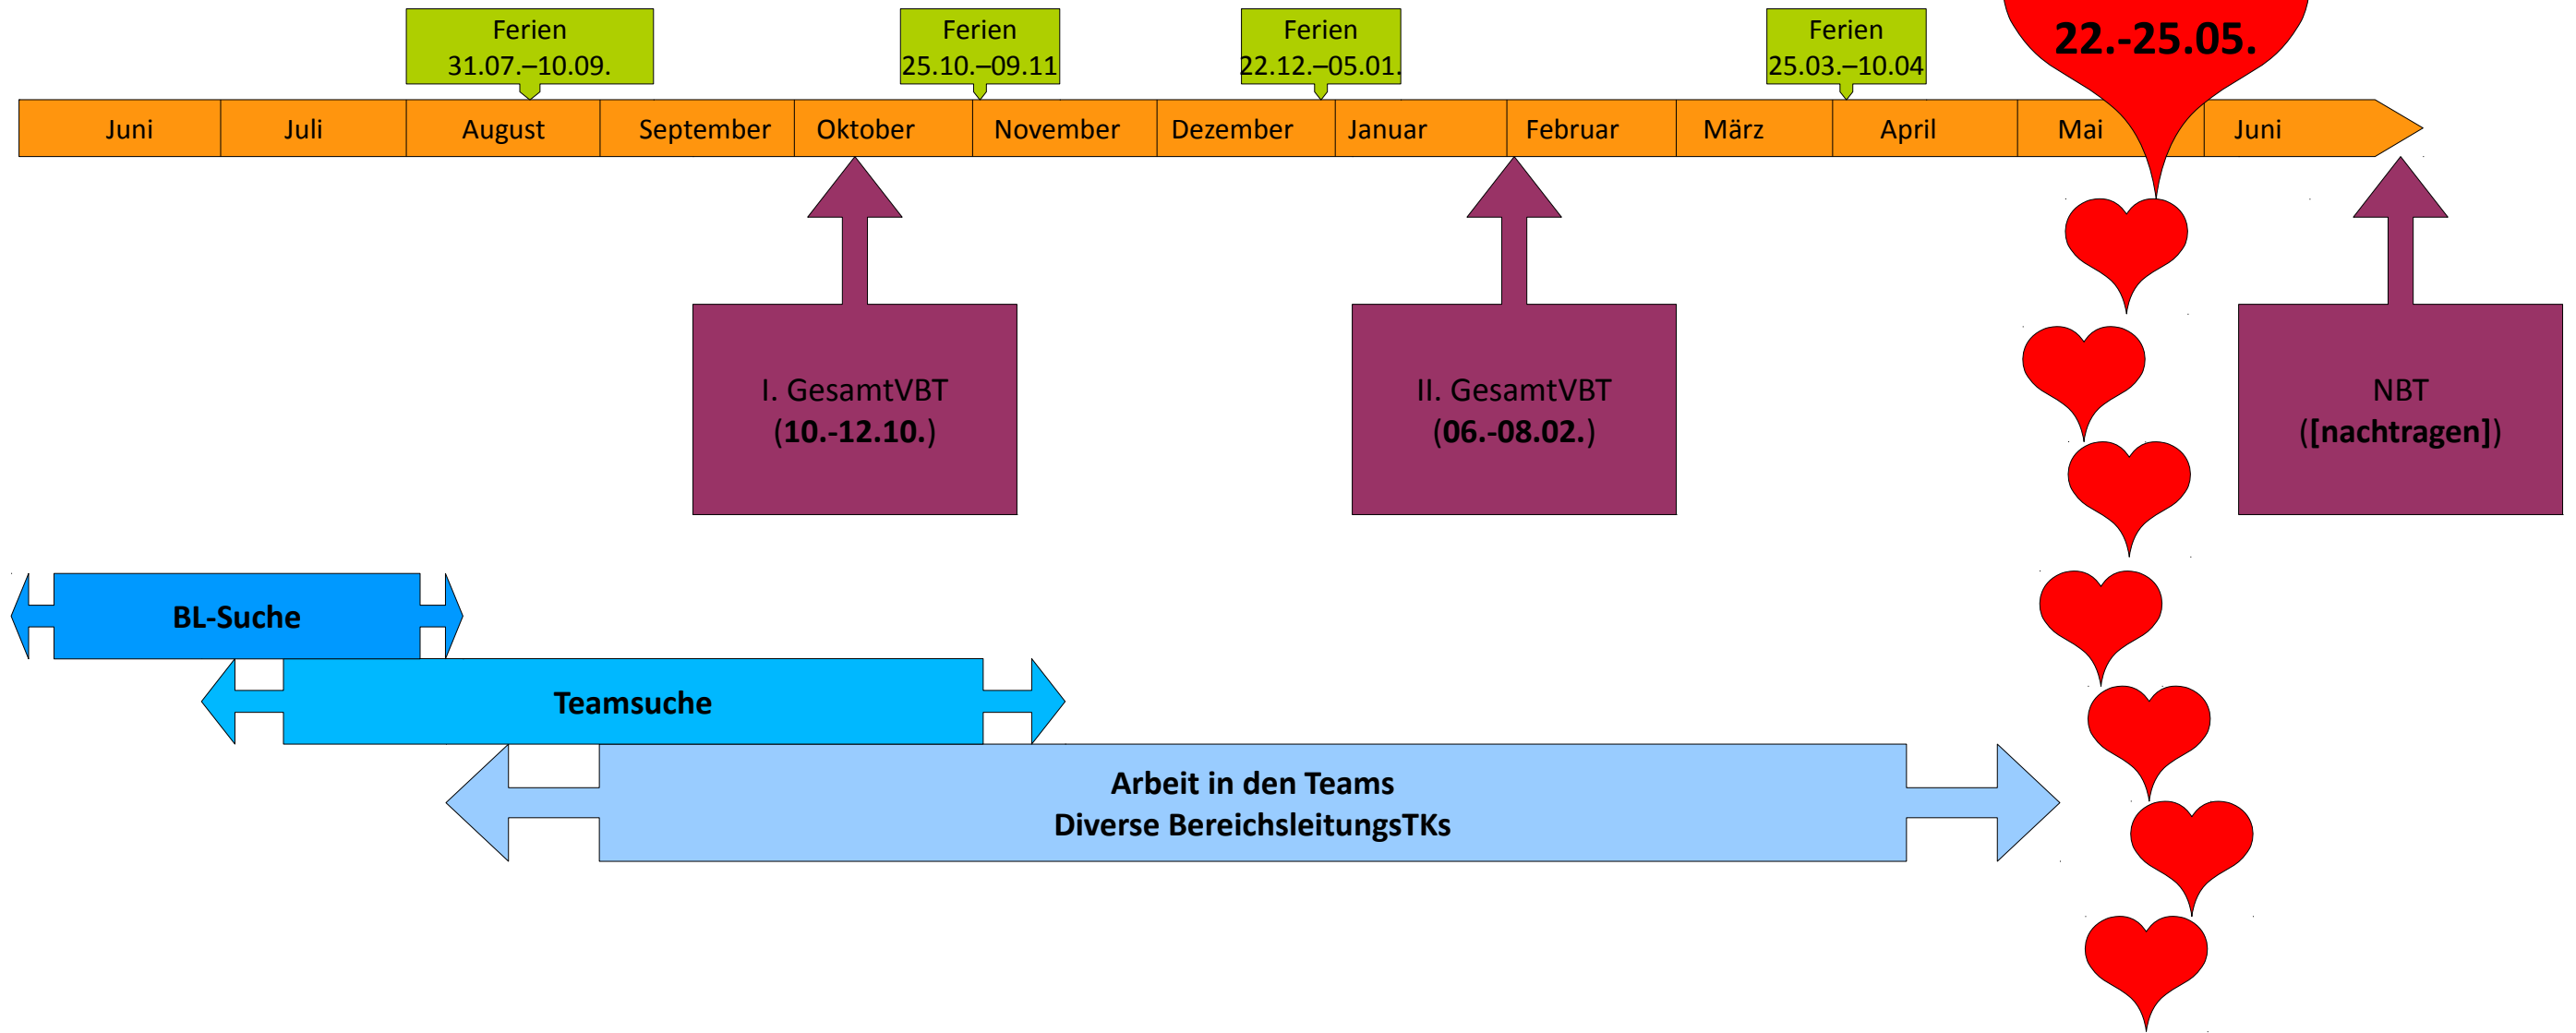 Ferien
31.07.–10.09.
Ferien
25.10.–09.11
Ferien
22.12.–05.01.
Ferien
25.03.–10.04
22.-25.05.
Juni
Juli
August
September
Oktober
November
Dezember
Januar
Februar
März
April
Mai
Juni
I. GesamtVBT
(10.-12.10.)
II. GesamtVBT
(06.-08.02.)
NBT
([nachtragen])
BL-Suche
Teamsuche
Arbeit in den Teams
Diverse BereichsleitungsTKs